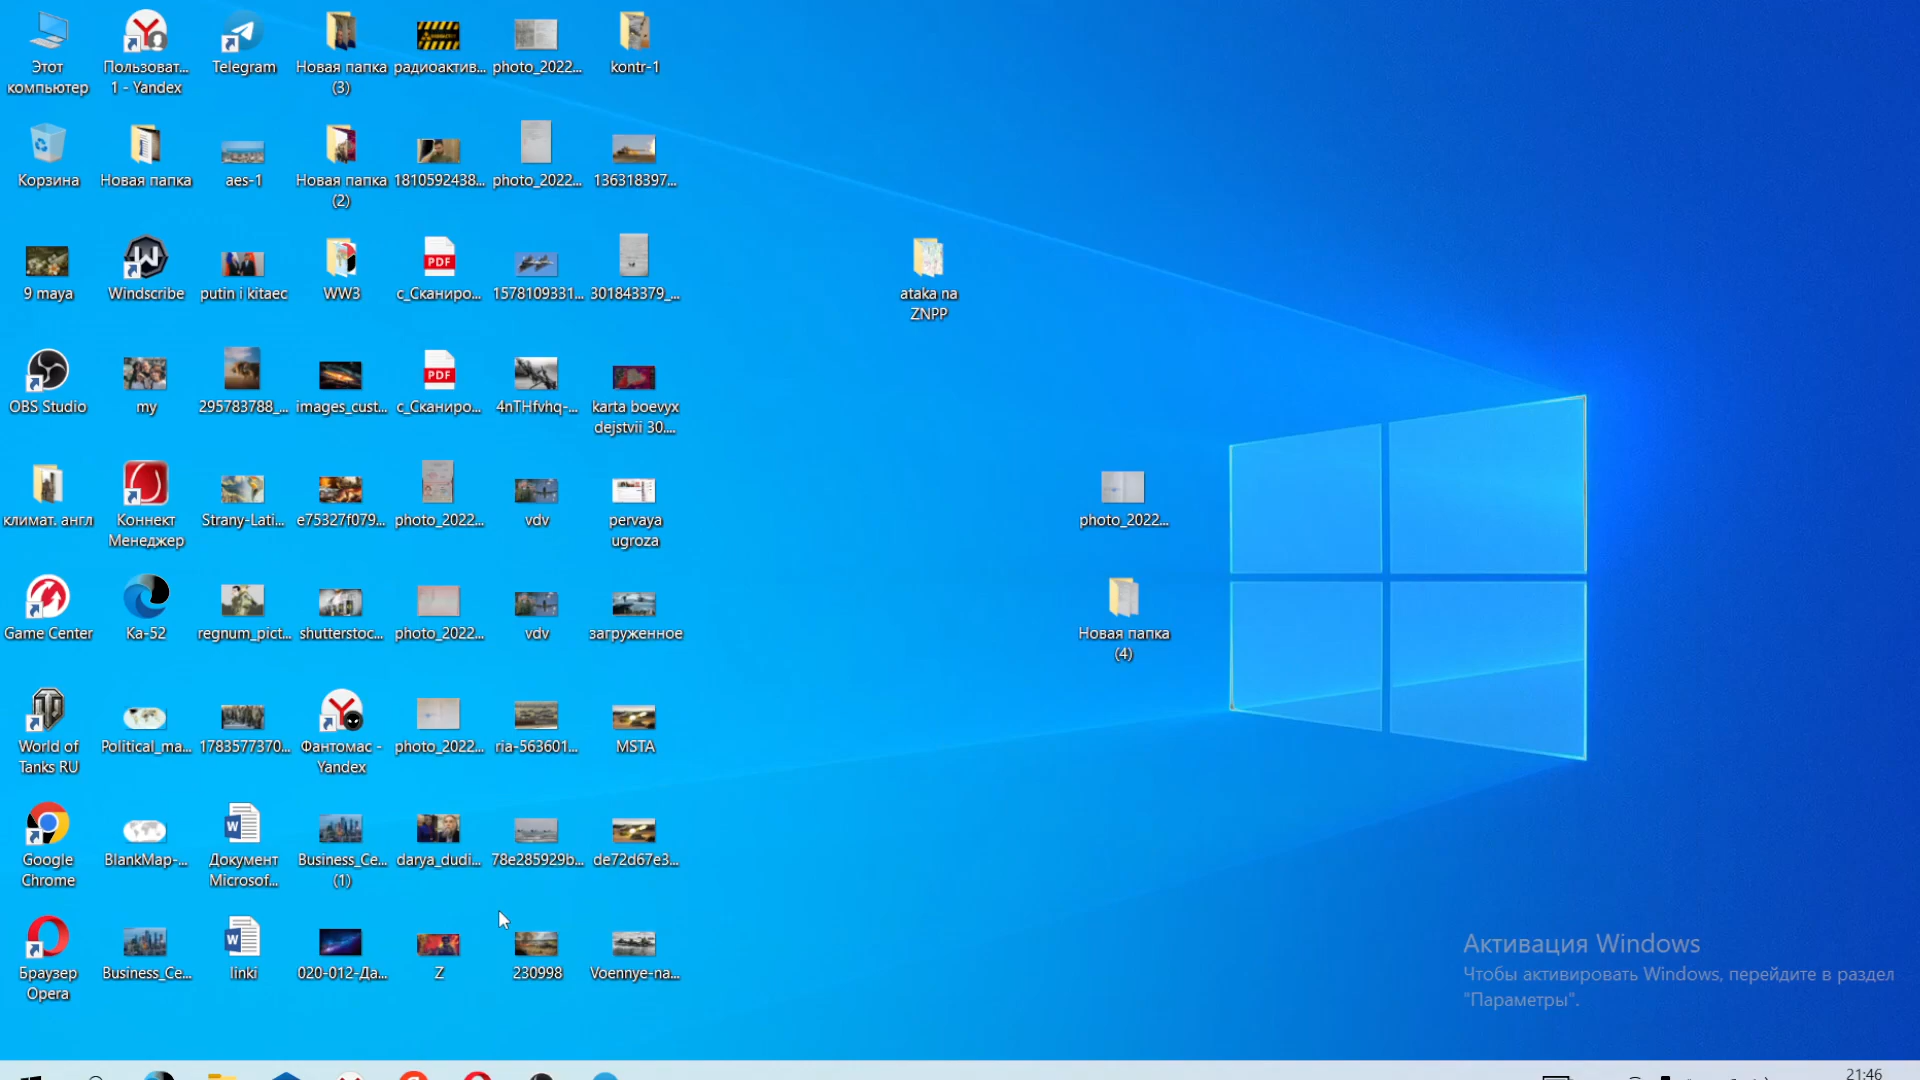 Этот
компьютер
Пользоват...
1 - Yandex
Telegram
Новая папка
(3)
радиоактив...
photo_2022...
kontr-1
Корзина
Новая папка
aes-1
Новая папка
(2)
1810592438...
photo_2022...
136318397...
9 maya
Windscribe
putin i kitaec
WW3
PDF
с_Сканиро...
1578109331...
301843379_...
ataka na
ZNPP
OBS Studio
my
295783788_...
images_cust...
PDF
с_Сканиро...
4nTHfvhq-...
karta boevyx
dejstvii 30....
климат. англ
Коннект
Менеджер
Strany-Lati...
e75327f079...
photo_2022...
vdv
pervaya
ugroza
photo_2022...
Game Center
Ka-52
regnum_pict...
shutterstoc...
photo_2022...
vdv
загруженное
Новая папка
(4)
World of
Tanks RU
Political_ma...
1783577370...
Фантомас -
Yandex
photo_2022...
ria-563601...
MSTA
Google
Chrome
BlankMap-...
Документ
Microsof...
Business_Ce...
(1)
darya_dudi...
78e285929b...
de72d67e3...
Браузер
Opera
Business_Ce...
linki
020-012-Да...
Z
230998
Voennye-na...
Активация Windows
Чтобы активировать Windows, перейдите в раздел
"Параметры".
21:46